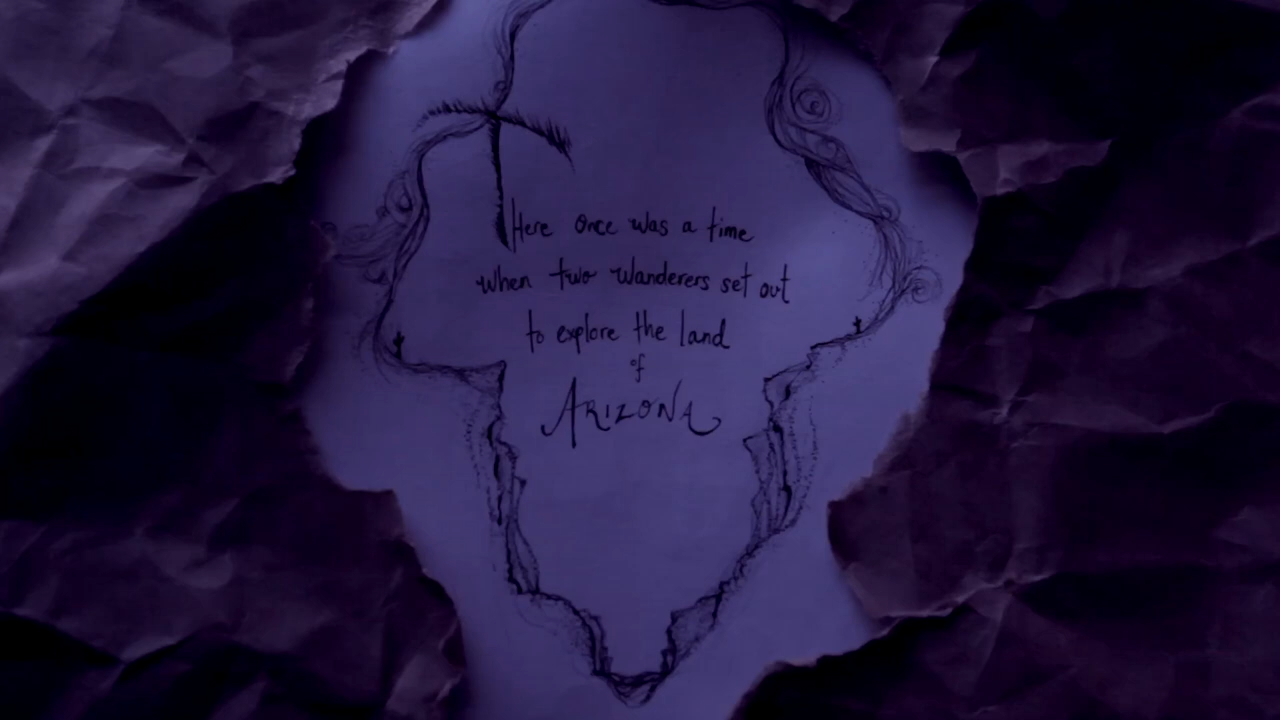 There once was a time
when two wanderers set out
to explore the land
of
ARIZONA